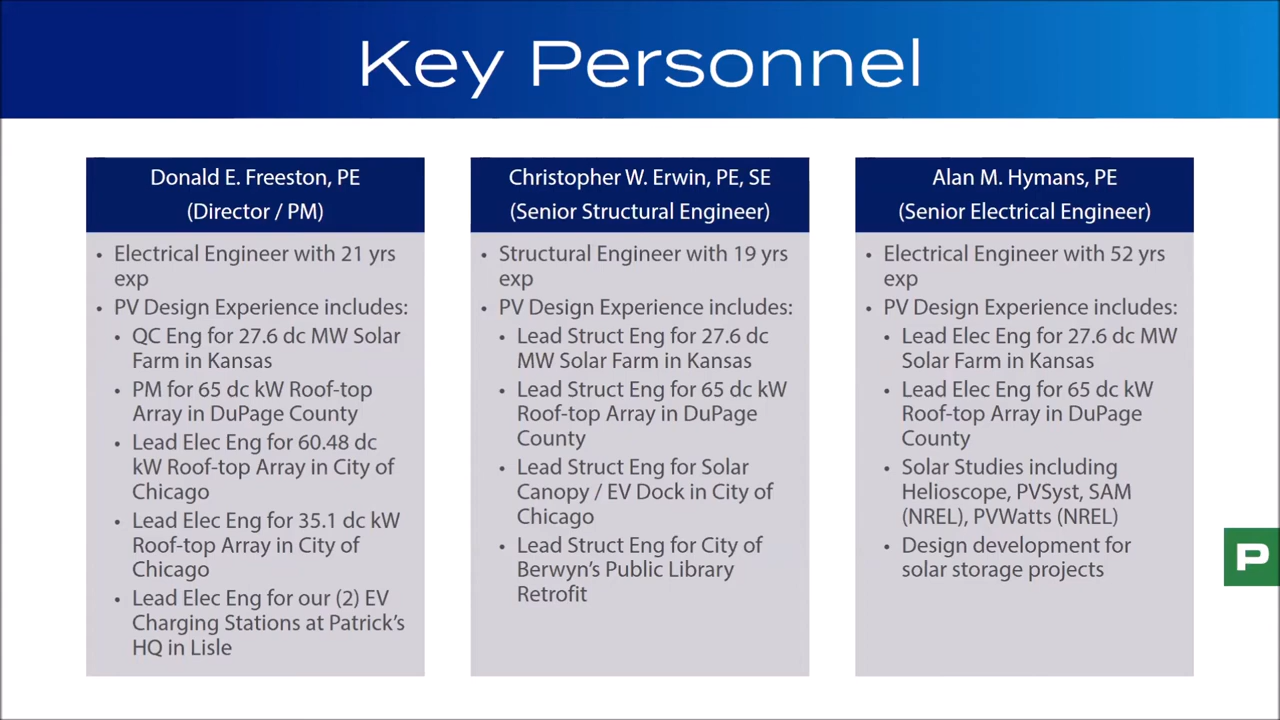 Key Personnel
Donald E. Freeston, PE
(Director / PM)
• Electrical Engineer with 21 yrs
exp
• PV Design Experience includes:
• QC Eng for 27.6 dc MW Solar
Farm in Kansas
• PM for 65 dc kW Roof-top
Array in DuPage County
• Lead Elec Eng for 60.48 dc
kW Roof-top Array in City of
Chicago
• Lead Elec Eng for 35.1 dc kW
Roof-top Array in City of
Chicago
• Lead Elec Eng for our (2) EV
Charging Stations at Patrick's
HQ in Lisle
Christopher W. Erwin, PE, SE
(Senior Structural Engineer)
• Structural Engineer with 19 yrs
exp
• PV Design Experience includes:
• Lead Struct Eng for 27.6 dc
MW Solar Farm in Kansas
• Lead Struct Eng for 65 dc kW
Roof-top Array in DuPage
County
• Lead Struct Eng for Solar
Canopy / EV Dock in City of
Chicago
• Lead Struct Eng for City of
Berwyn's Public Library
Retrofit
Alan M. Hymans, PE
(Senior Electrical Engineer)
• Electrical Engineer with 52 yrs
exp
• PV Design Experience includes:
• Lead Elec Eng for 27.6 dc MW
Solar Farm in Kansas
• Lead Elec Eng for 65 dc kW
Roof-top Array in DuPage
County
• Solar Studies including
Helioscope, PVSyst, SAM
(NREL), PVWatts (NREL)
• Design development for
solar storage projects
P